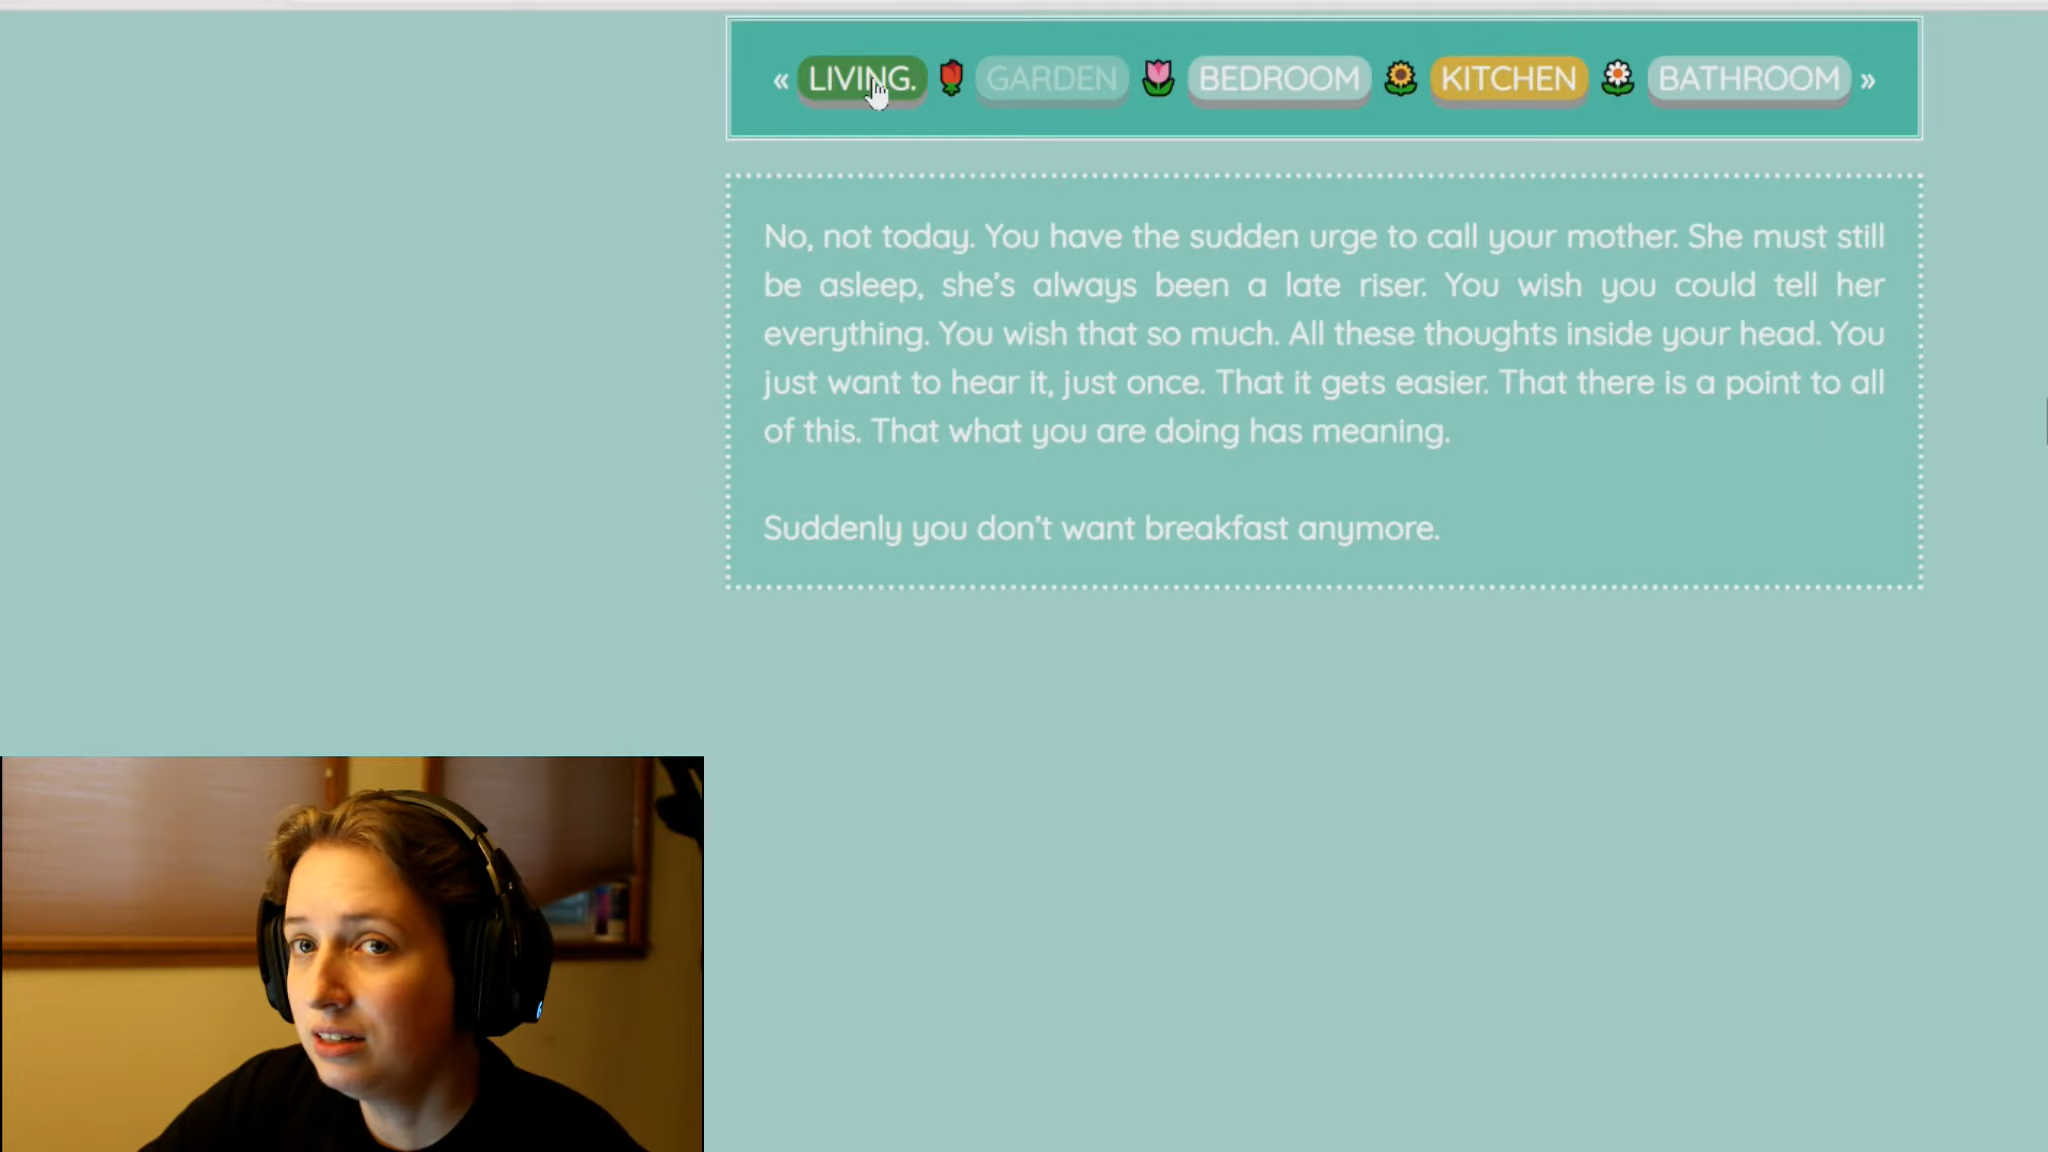 « LIVING. GARDEN BEDROOM KITCHEN BATHROOM »
No, not today. You have the sudden urge to call your mother. She must still
be asleep, she's always been a late riser. You wish you could tell her
everything. You wish that so much. All these thoughts inside your head. You
just want to hear it, just once. That it gets easier. That there is a point to all
of this. That what you are doing has meaning.
Suddenly you don't want breakfast anymore.